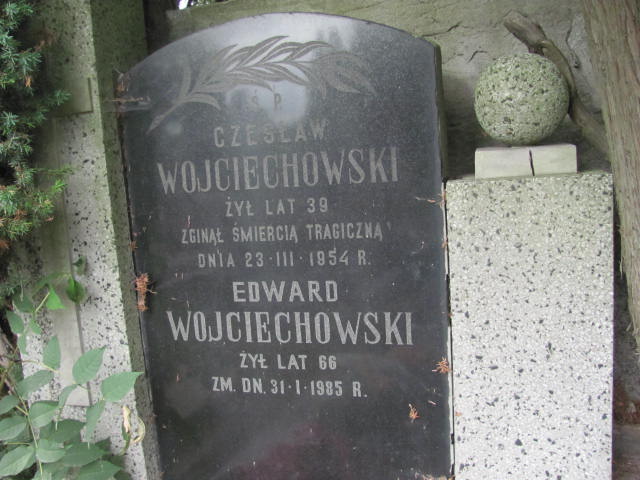 Ś P
CZESŁAW
WOJCIECHOWSKI
ŻYŁ LAT 39
ZGINĄŁ ŚMIERCIĄ TRAGICZNĄ
DNIA 23 · III · 1954 R.
EDWARD
WOJCIECHOWSKI
ŻYŁ LAT 66
ZM. DN. 31 · I · 1985 R.